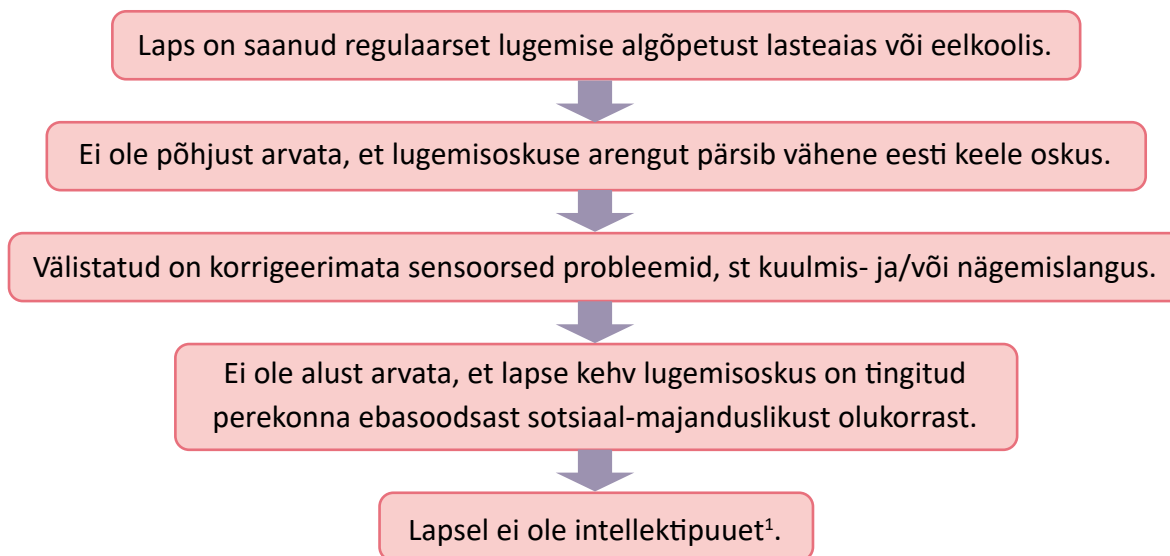 Laps on saanud regulaarset lugemise algõpetust lasteaias või eelkoolis.
Ei ole põhjust arvata, et lugemisoskuse arengut pärsib vähene eesti keele oskus.
Välistatud on korrigeerimata sensoorsed probleemid, st kuulmis- ja/või nägemislangus.
Ei ole alust arvata, et lapse kehv lugemisoskus on tingitud
perekonna ebasoodsast sotsiaal-majanduslikust olukorrast.
Lapsel ei ole intellektipuuet¹.